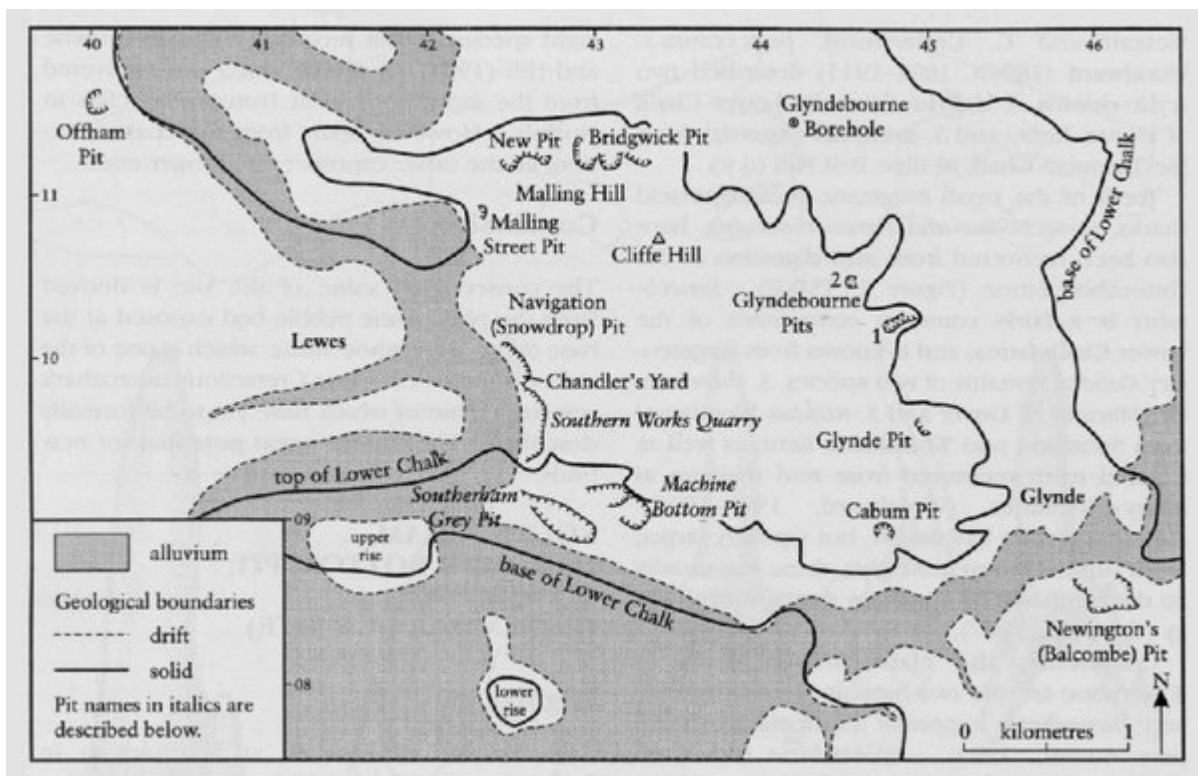 40
41
42
43
44
45
46
Offham
Pit
New Pit
Bridgwick Pit
Malling Hill
Glyndebourne
Borehole
11
Malling
Street Pit
Cliffe Hill
base of Lower Chalk
2
Glyndebourne
Pits
1
Navigation
(Snowdrop) Pit
Lewes
10
Chandler's Yard
Southern Works Quarry
Glynde Pit
top of Lower Chalk
Southerham
Grey Pit
Machine
Bottom Pit
Glynde
Cabum Pit
09
upper
rise
base of Lower Chalk
alluvium
Geological boundaries
drift
solid
Pit names in italics are
described below.
08
lower
rise
Newington's
(Balcombe) Pit
N
0 kilometres 1